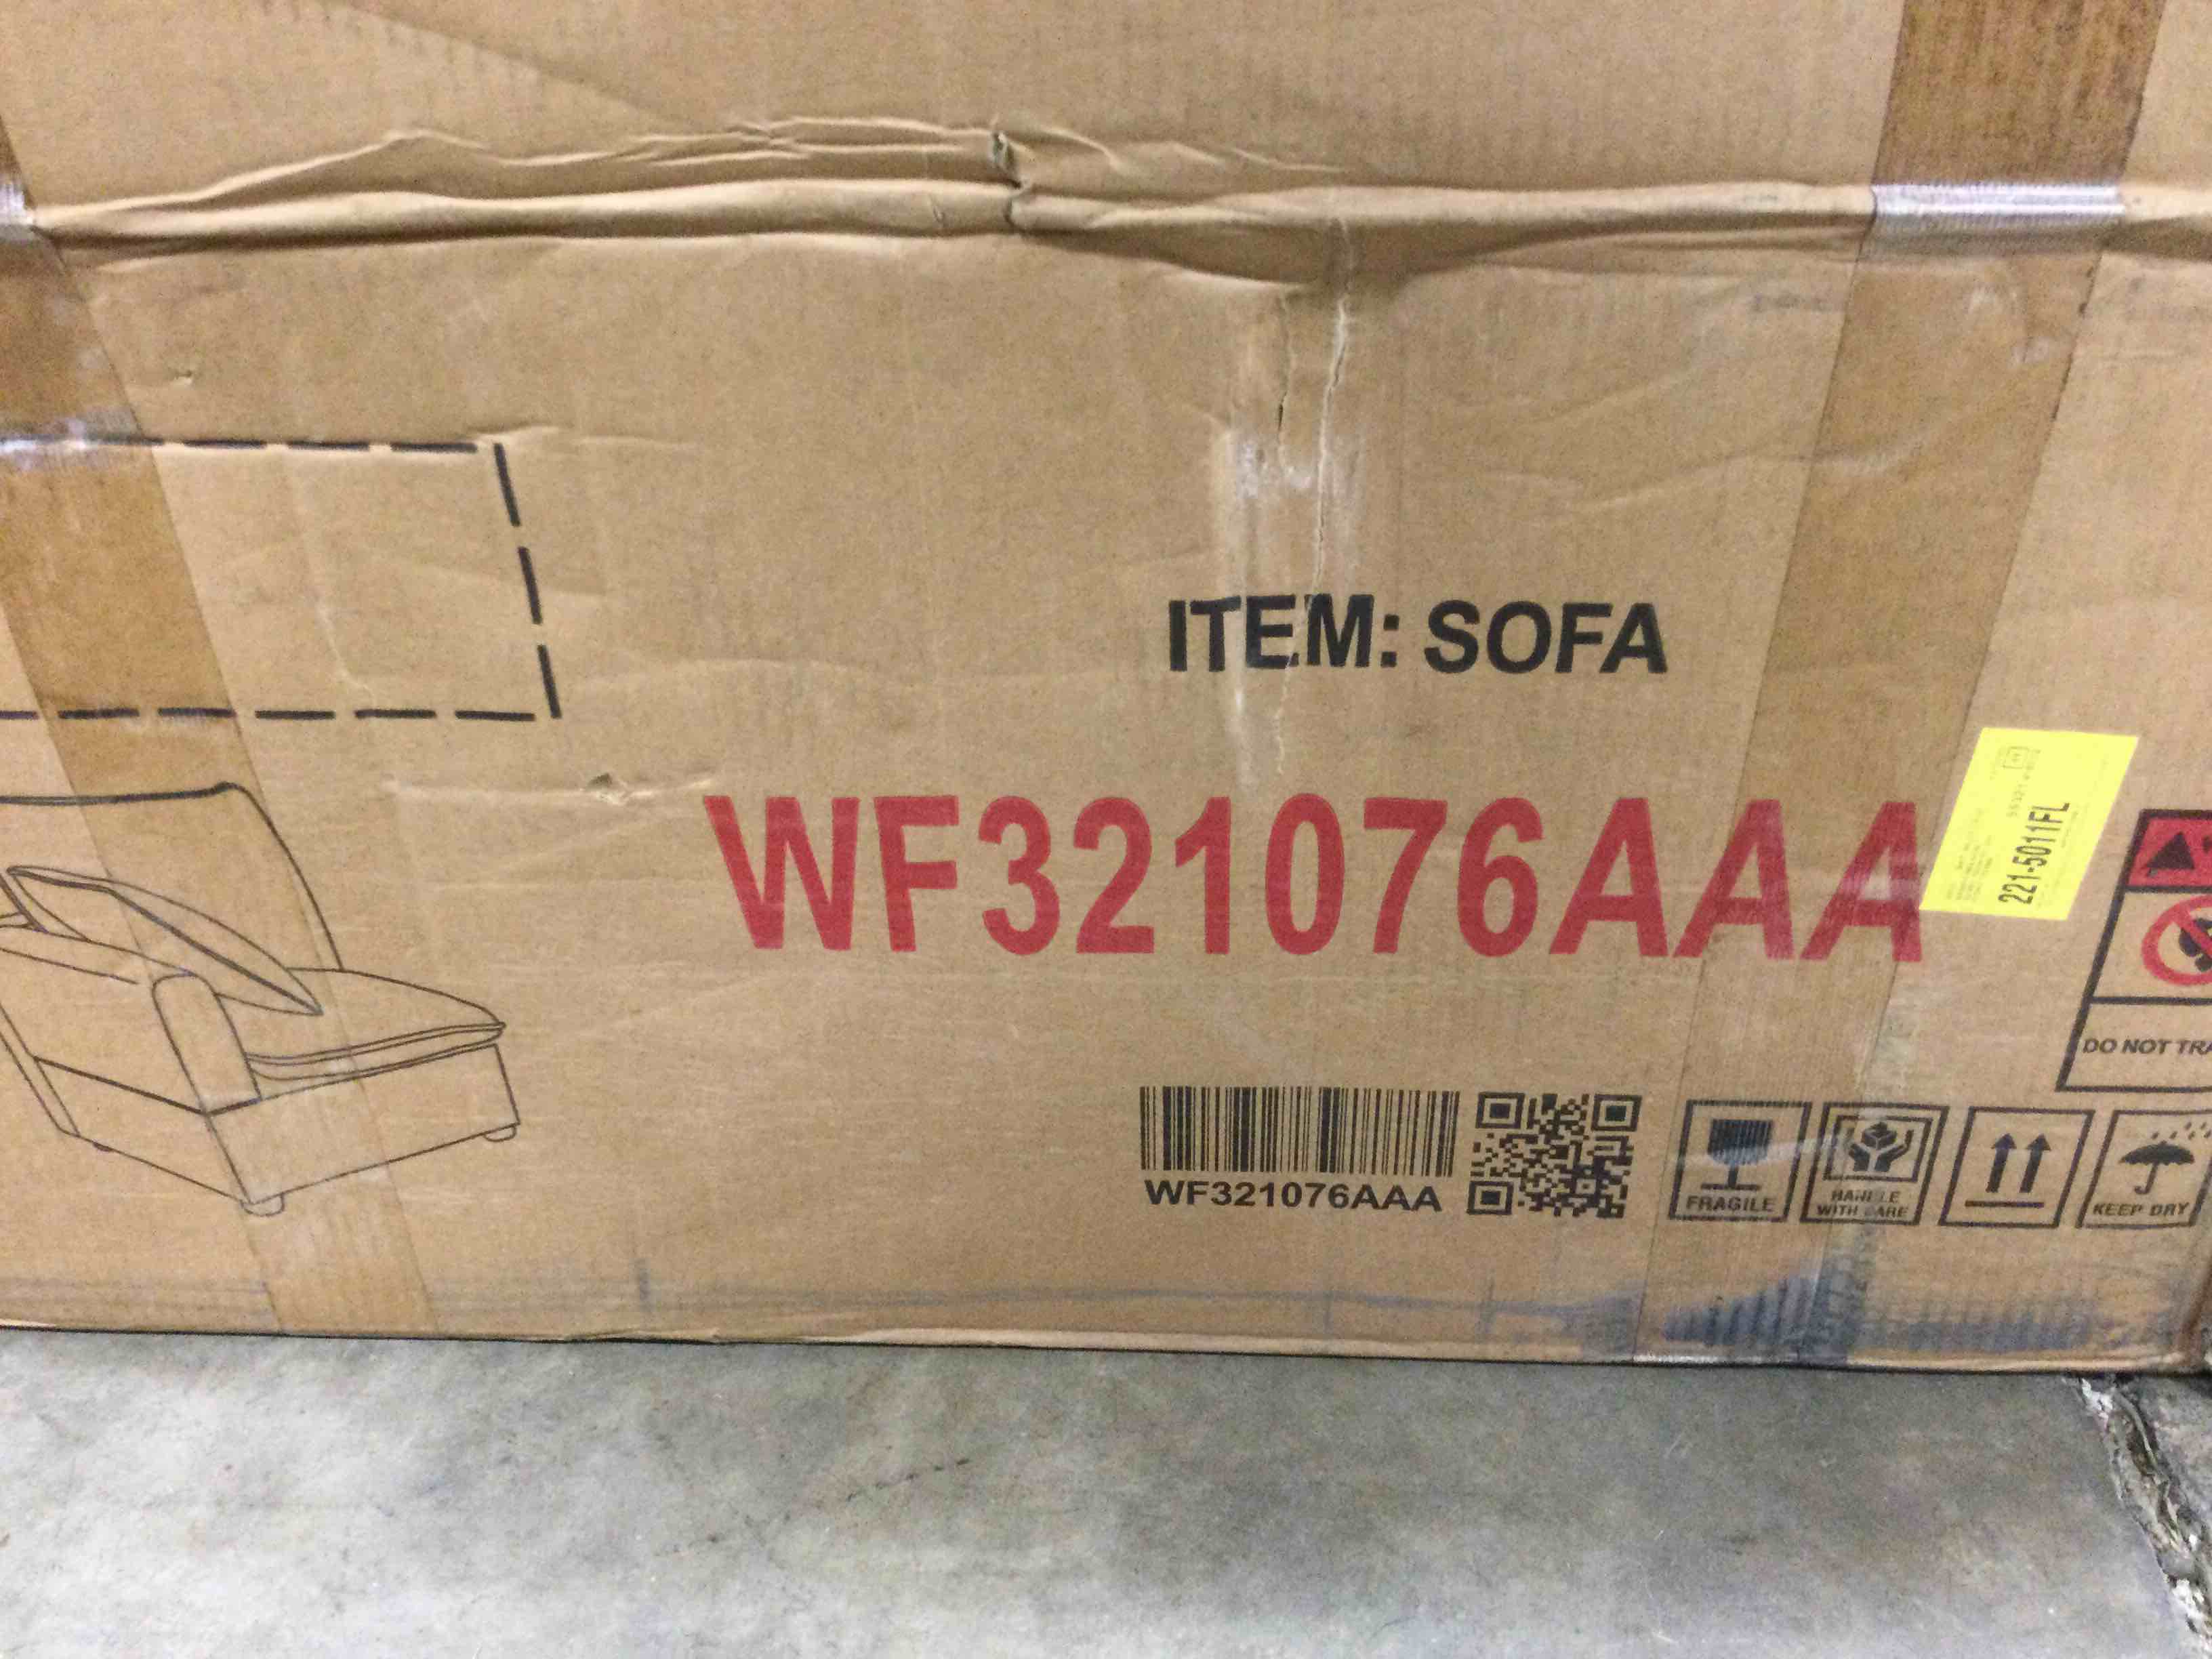 ITEM: SOFA
WF321076AAA
221-5011FL
DO NOT TRA
WF321076AAA
FRAGILE
HANDLE
WITH CARE
KEEP DRY